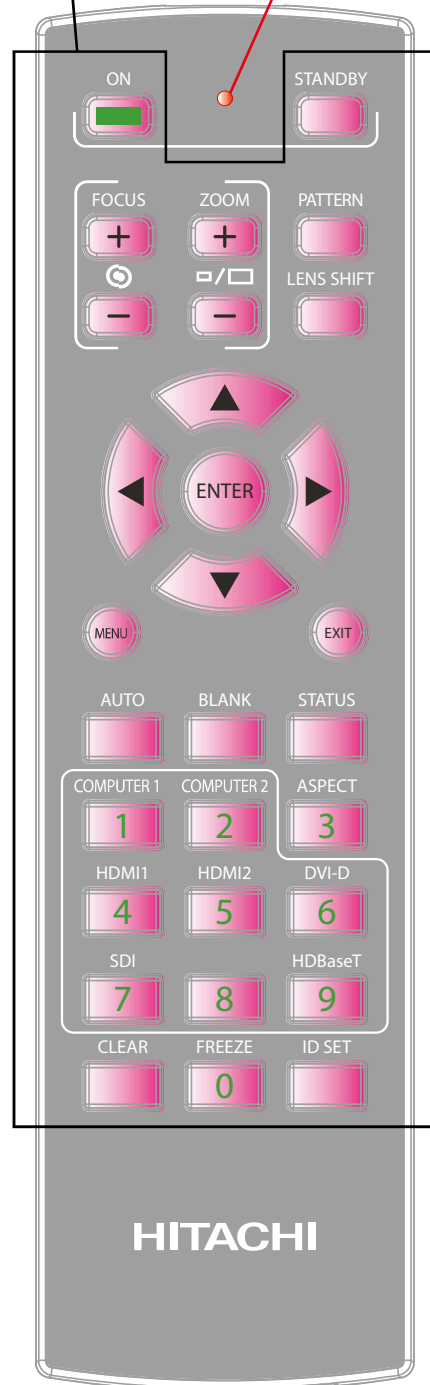 ON STANDBY
FOCUS ZOOM PATTERN
+ +
/ LENS SHIFT
− −
ENTER
MENU EXIT
AUTO BLANK STATUS
COMPUTER 1 COMPUTER 2 ASPECT
1 2 3
HDMI1 HDMI2 DVI-D
4 5 6
SDI HDBaseT
7 8 9
CLEAR FREEZE ID SET
0
HITACHI